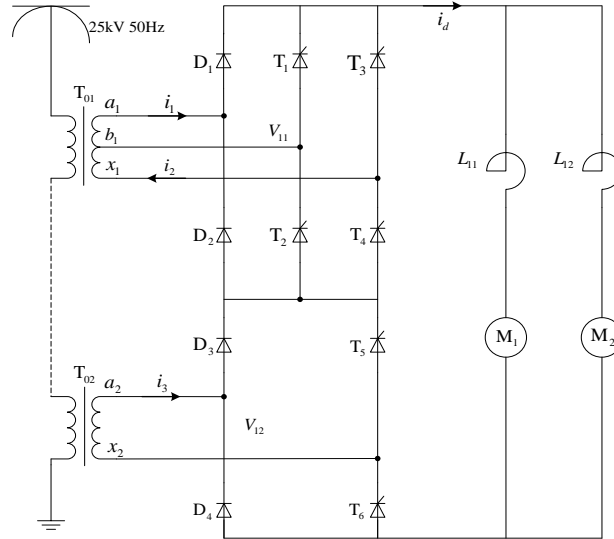 25kV 50Hz
i_d
D₁ T₁ T₃
T₀₁ a₁ i₁
b₁ V₁₁
x₁ i₂ L₁₁ L₁₂
D₂ T₂ T₄
D₃ T₅ M₁ M₂
T₀₂ a₂ i₃
V₁₂
x₂
D₄ T₆